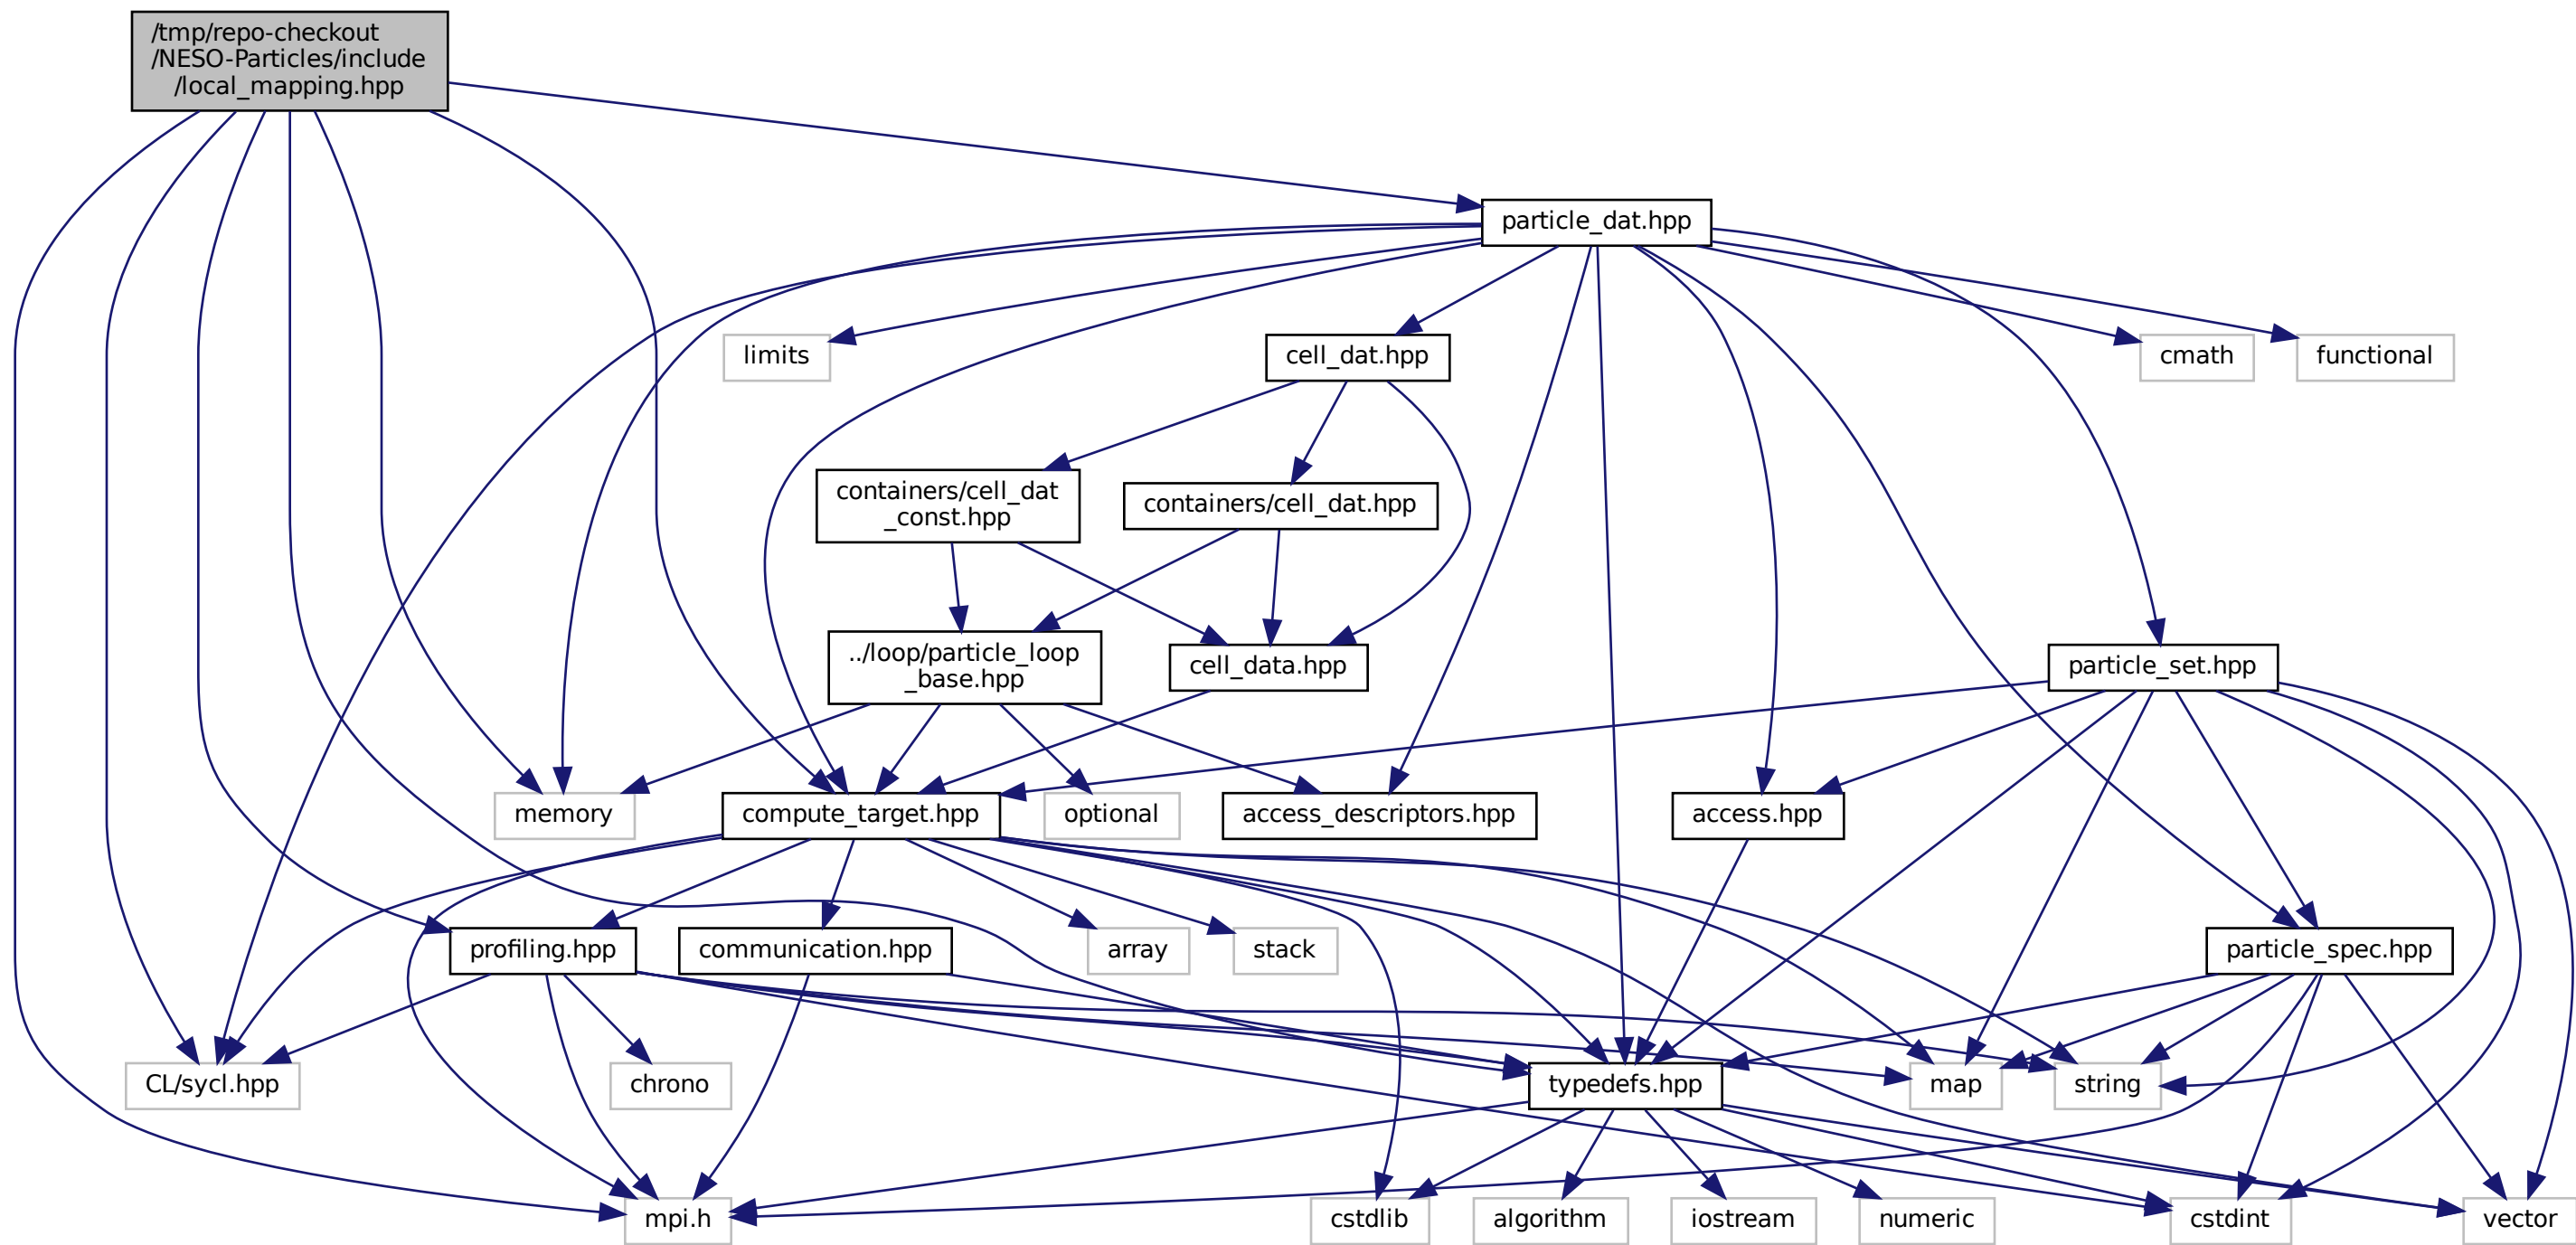 /tmp/repo-checkout
/NESO-Particles/include
/local_mapping.hpp
particle_dat.hpp
limits
cell_dat.hpp
cmath
functional
containers/cell_dat
_const.hpp
containers/cell_dat.hpp
../loop/particle_loop
_base.hpp
cell_data.hpp
particle_set.hpp
memory
compute_target.hpp
optional
access_descriptors.hpp
access.hpp
profiling.hpp
communication.hpp
array
stack
particle_spec.hpp
CL/sycl.hpp
chrono
typedefs.hpp
map
string
mpi.h
cstdlib
algorithm
iostream
numeric
cstdint
vector